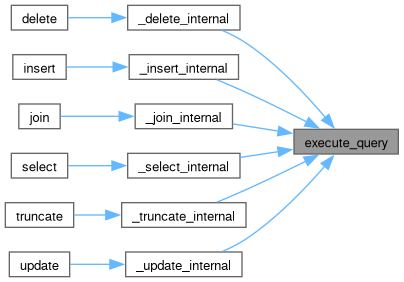 delete
_delete_internal
insert
_insert_internal
join
_join_internal
execute_query
select
_select_internal
truncate
_truncate_internal
update
_update_internal